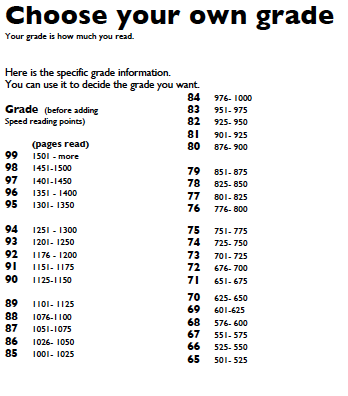 Choose your own grade
Your grade is how much you read.
Here is the specific grade information.
You can use it to decide the grade you want.
Grade (before adding
Speed reading points)
(pages read)
99 1501 - more
98 1451-1500
97 1401-1450
96 1351 - 1400
95 1301- 1350
94 1251 - 1300
93 1201- 1250
92 1176 - 1200
91 1151- 1175
90 1125-1150
89 1101- 1125
88 1076-1100
87 1051-1075
86 1026- 1050
85 1001- 1025
84 976- 1000
83 951- 975
82 925- 950
81 901- 925
80 876- 900
79 851- 875
78 825- 850
77 801- 825
76 776- 800
75 751- 775
74 725- 750
73 701- 725
72 676- 700
71 651- 675
70 625- 650
69 601-625
68 576- 600
67 551- 575
66 525- 550
65 501- 525